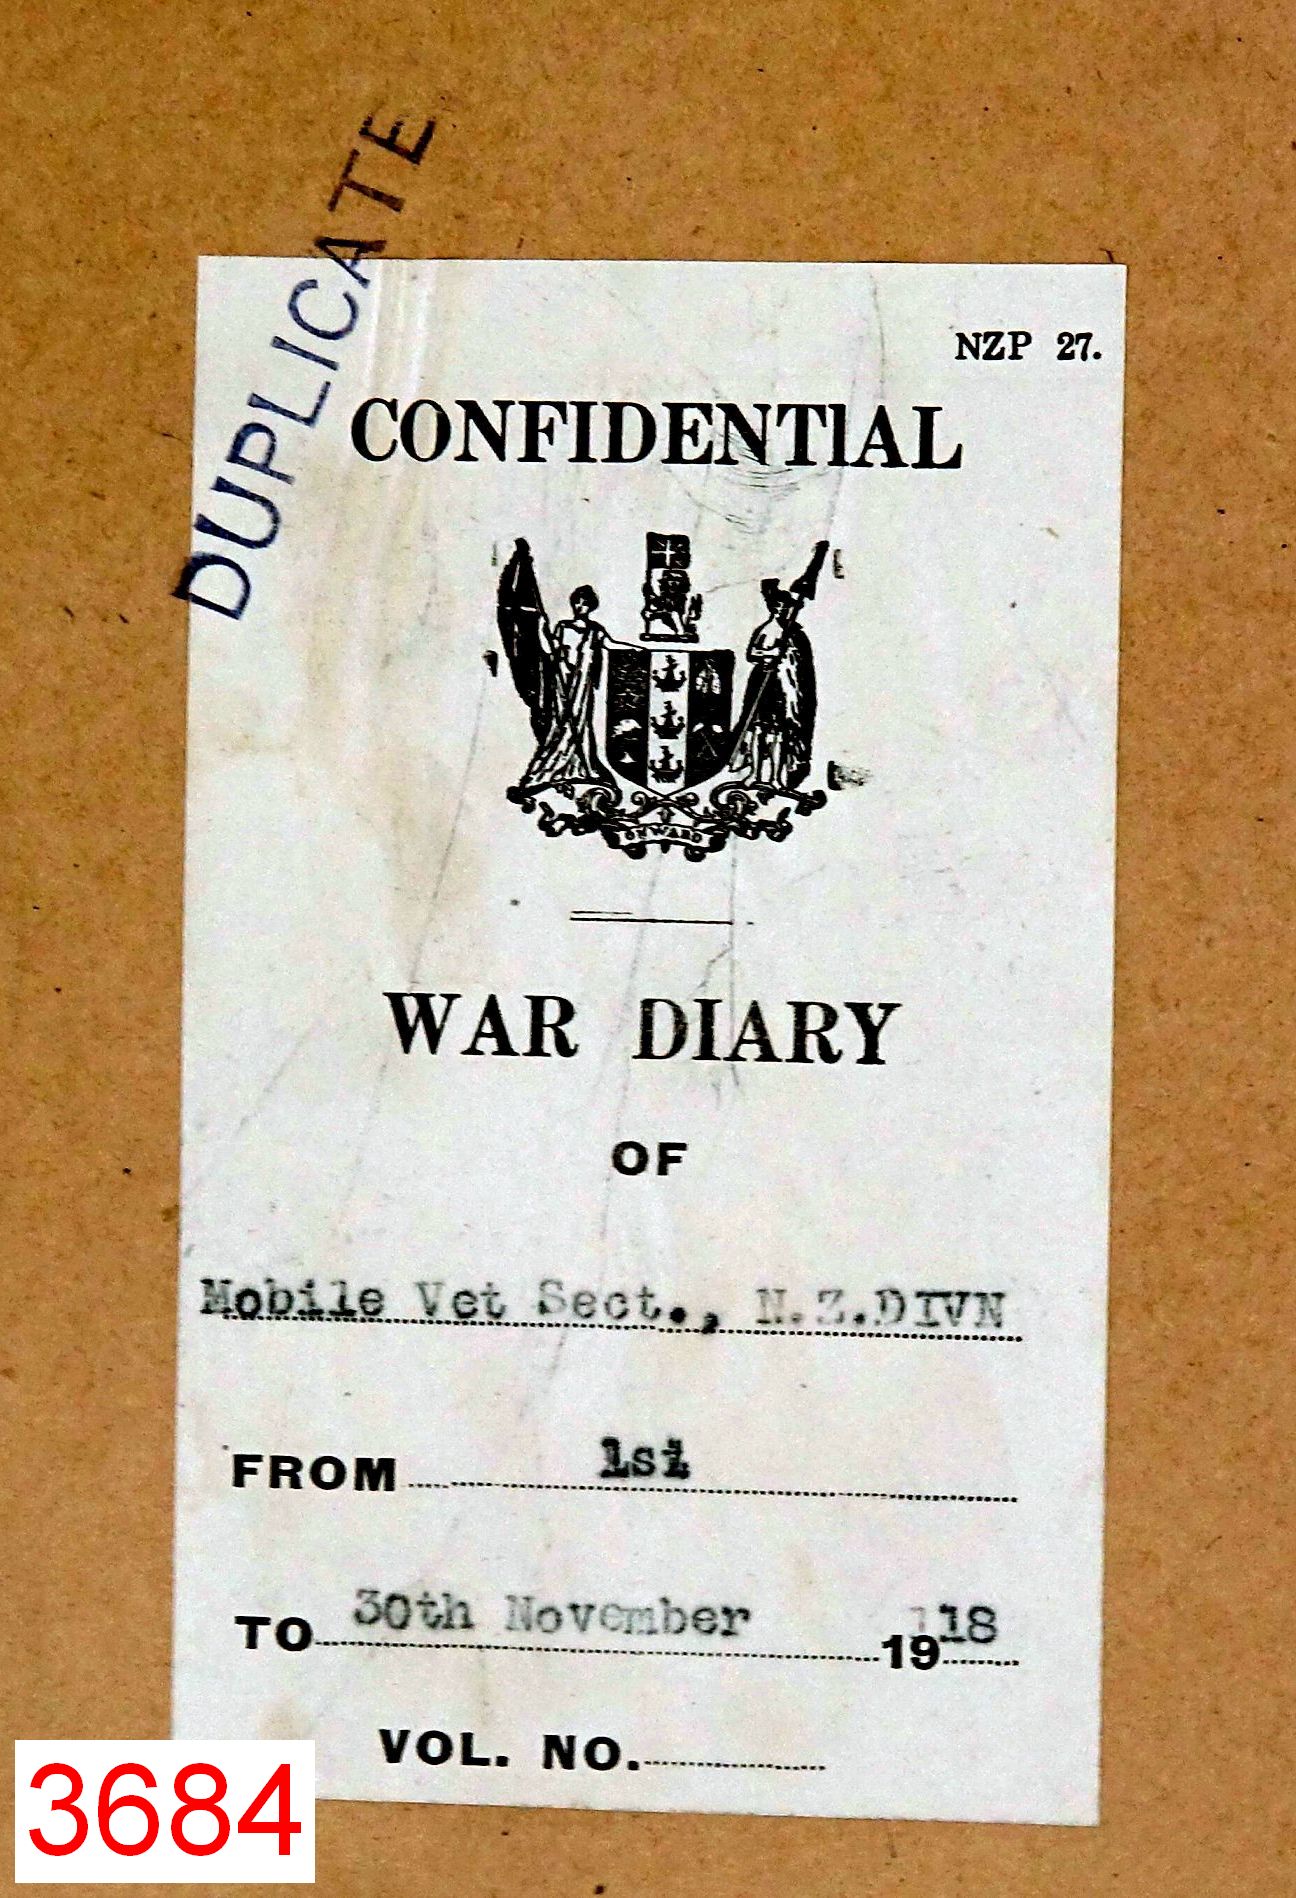 DUPLICATE
NZP 27.
CONFIDENTIAL
ONWARD
WAR DIARY
OF
Mobile Vet Sect., N.Z.DIVN
FROM 1st
TO 30th November 1918
VOL. NO.
3684